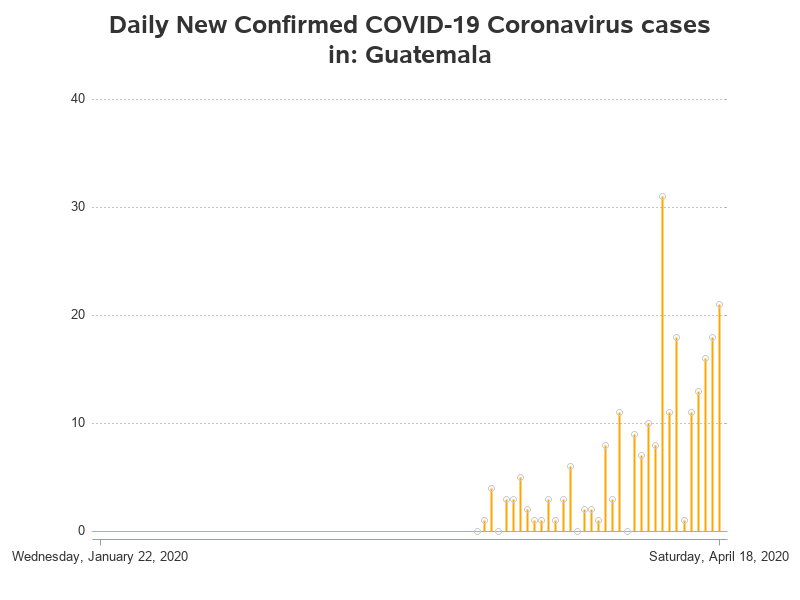 Daily New Confirmed COVID-19 Coronavirus cases
in: Guatemala
40
30
20
10
0
Wednesday, January 22, 2020
Saturday, April 18, 2020